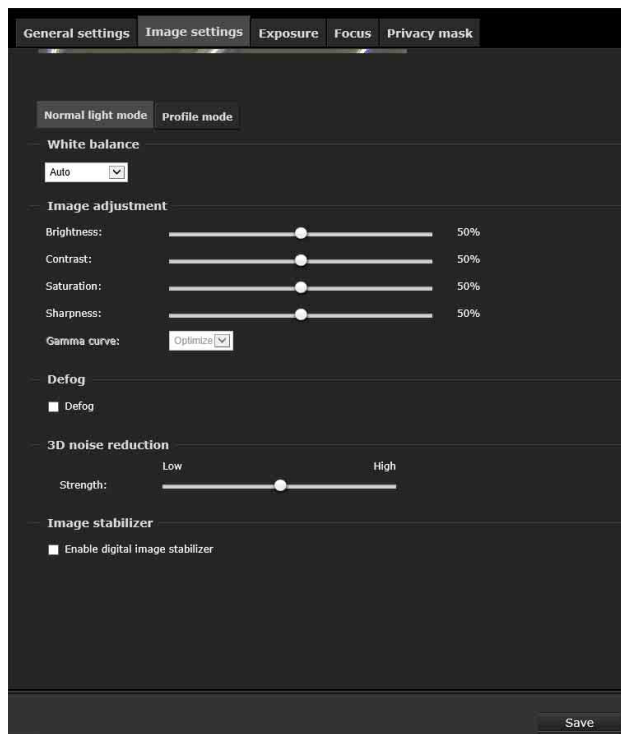 General settings Image settings Exposure Focus Privacy mask
Normal light mode Profile mode
White balance
Auto
Image adjustment
Brightness: 50%
Contrast: 50%
Saturation: 50%
Sharpness: 50%
Gamma curve: Optimize
Defog
Defog
3D noise reduction
Low High
Strength:
Image stabilizer
Enable digital image stabilizer
Save